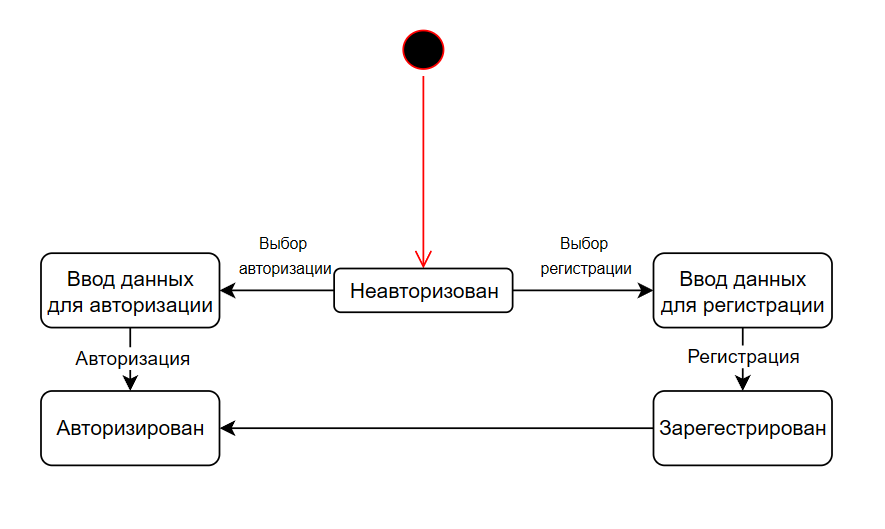 Выбор
авторизации
Выбор
регистрации
Ввод данных
для авторизации
Неавторизован
Ввод данных
для регистрации
Авторизация
Регистрация
Авторизирован
Зарегестрирован